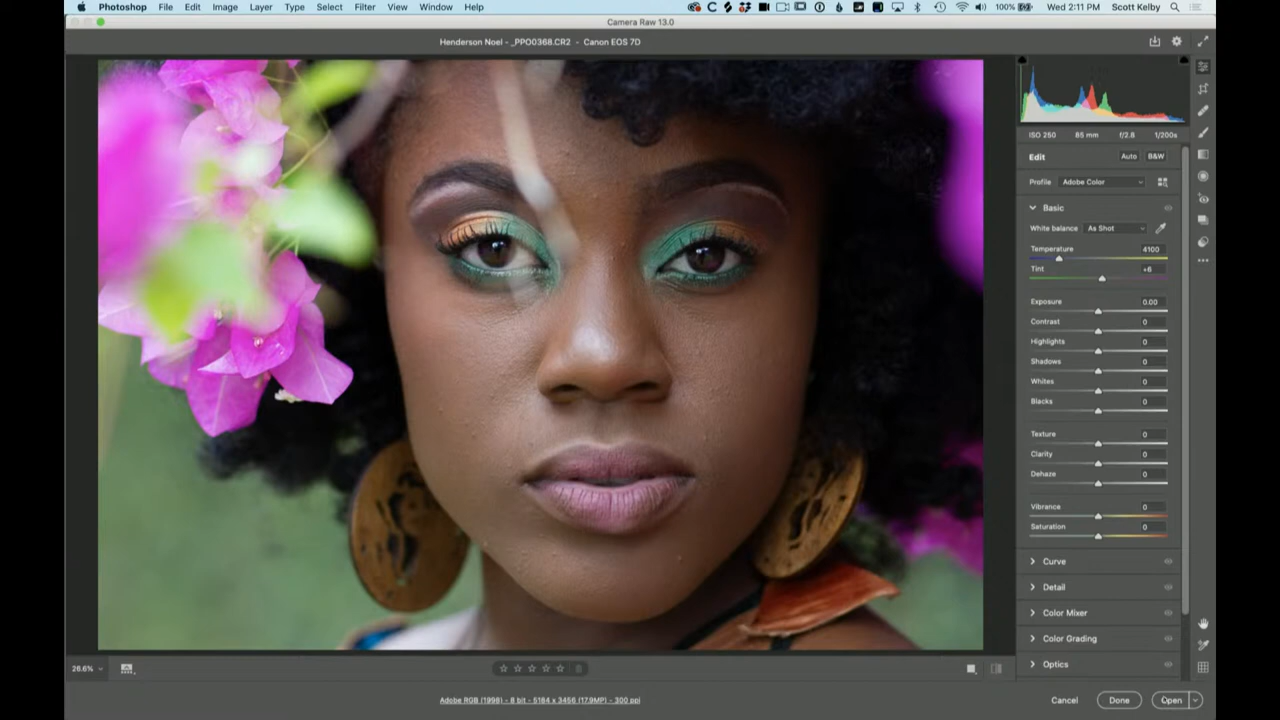 Photoshop File Edit Image Layer Type Select Filter View Window Help 100% Wed 2:11 PM Scott Kelby
Camera Raw 13.0
Henderson Noel - _PPO0368.CR2 - Canon EOS 7D
ISO 250 85 mm f/2.8 1/200s
Edit Auto B&W
Profile Adobe Color
Basic
White balance As Shot
Temperature 4100
Tint +6
Exposure 0.00
Contrast 0
Highlights 0
Shadows 0
Whites 0
Blacks 0
Texture 0
Clarity 0
Dehaze 0
Vibrance 0
Saturation 0
Curve
Detail
Color Mixer
Color Grading
Optics
26.6%
Adobe RGB (1998) - 8 bit - 5184 x 3456 (17.9MP) - 300 ppi
Cancel Done Open